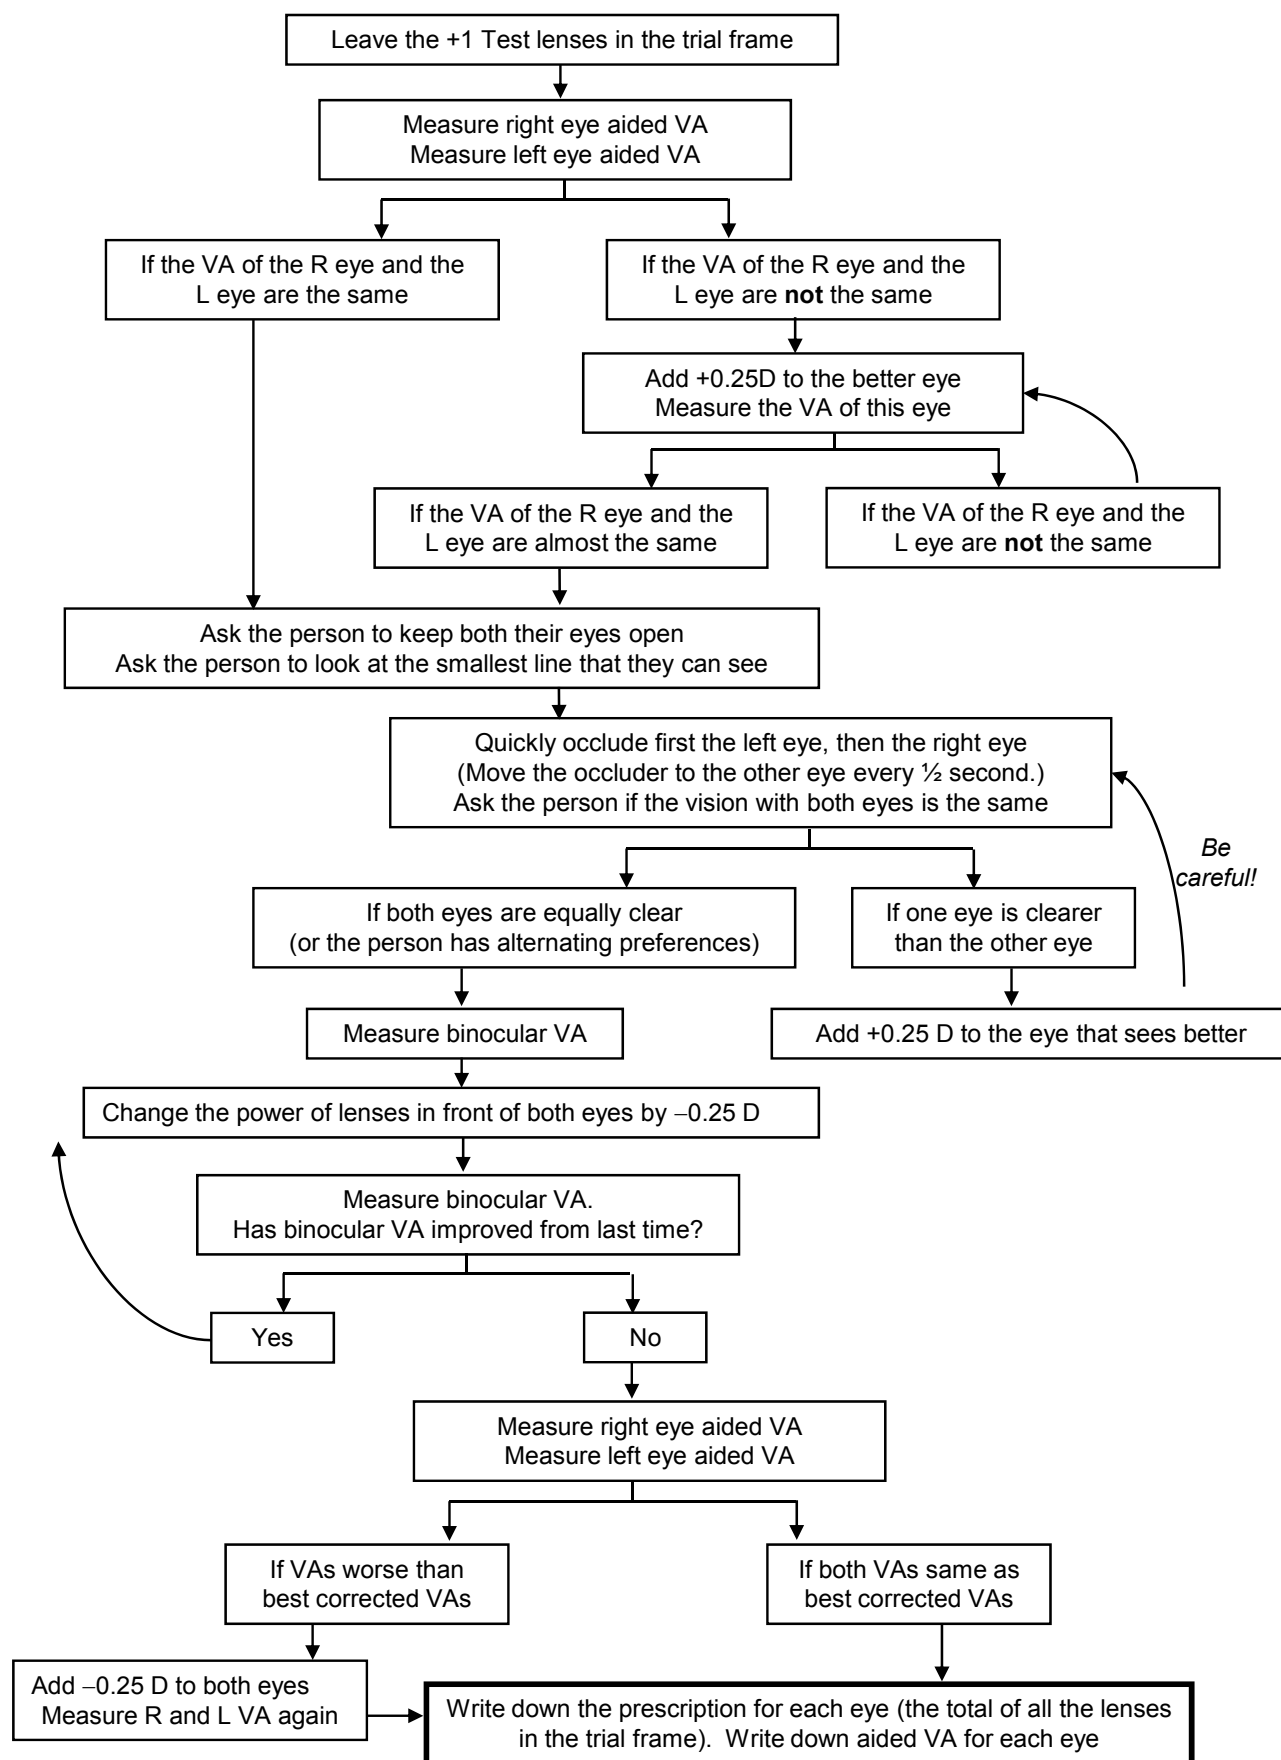 Leave the +1 Test lenses in the trial frame
Measure right eye aided VA
Measure left eye aided VA
If the VA of the R eye and the
L eye are the same
If the VA of the R eye and the
L eye are not the same
Add +0.25D to the better eye
Measure the VA of this eye
If the VA of the R eye and the
L eye are almost the same
If the VA of the R eye and the
L eye are not the same
Ask the person to keep both their eyes open
Ask the person to look at the smallest line that they can see
Quickly occlude first the left eye, then the right eye
(Move the occluder to the other eye every ½ second.)
Ask the person if the vision with both eyes is the same
Be
careful!
If both eyes are equally clear
(or the person has alternating preferences)
If one eye is clearer
than the other eye
Measure binocular VA
Add +0.25 D to the eye that sees better
Change the power of lenses in front of both eyes by −0.25 D
Measure binocular VA.
Has binocular VA improved from last time?
Yes
No
Measure right eye aided VA
Measure left eye aided VA
If VAs worse than
best corrected VAs
If both VAs same as
best corrected VAs
Add −0.25 D to both eyes
Measure R and L VA again
Write down the prescription for each eye (the total of all the lenses
in the trial frame). Write down aided VA for each eye